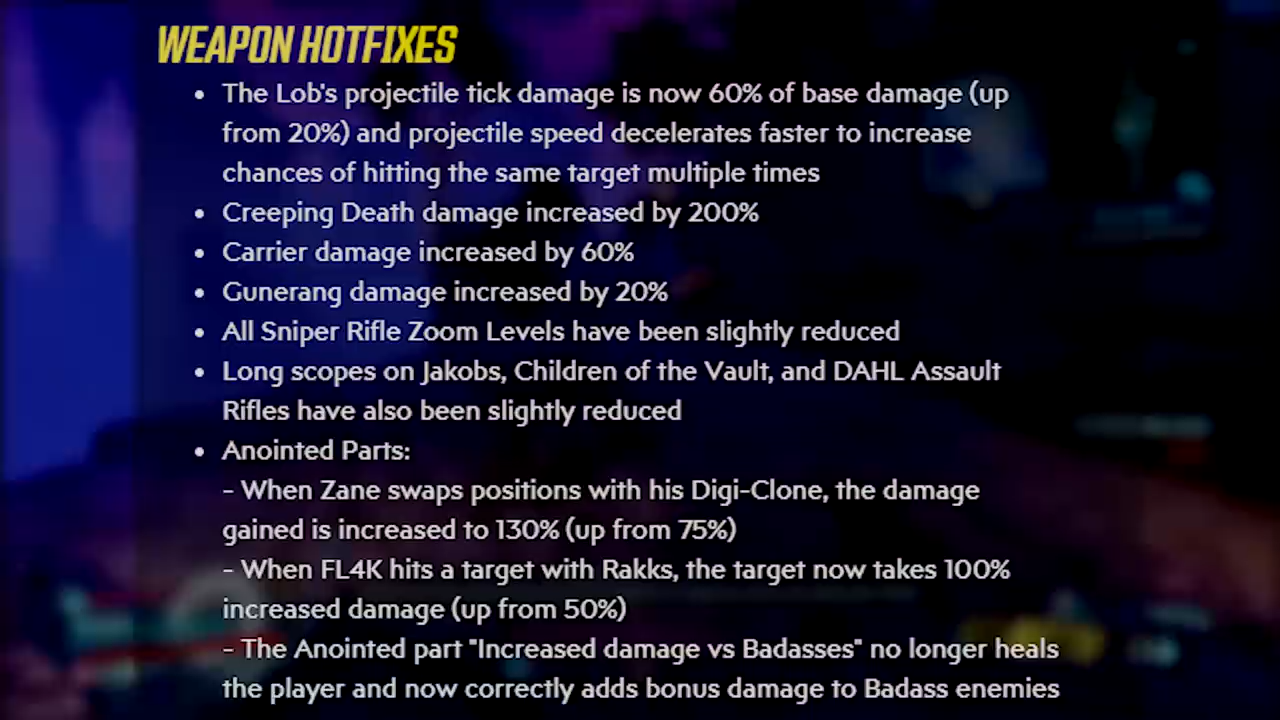 WEAPON HOTFIXES
• The Lob's projectile tick damage is now 60% of base damage (up
from 20%) and projectile speed decelerates faster to increase
chances of hitting the same target multiple times
• Creeping Death damage increased by 200%
• Carrier damage increased by 60%
• Gunerang damage increased by 20%
• All Sniper Rifle Zoom Levels have been slightly reduced
• Long scopes on Jakobs, Children of the Vault, and DAHL Assault
Rifles have also been slightly reduced
• Anointed Parts:
- When Zane swaps positions with his Digi-Clone, the damage
gained is increased to 130% (up from 75%)
- When FL4K hits a target with Rakks, the target now takes 100%
increased damage (up from 50%)
- The Anointed part "Increased damage vs Badasses" no longer heals
the player and now correctly adds bonus damage to Badass enemies